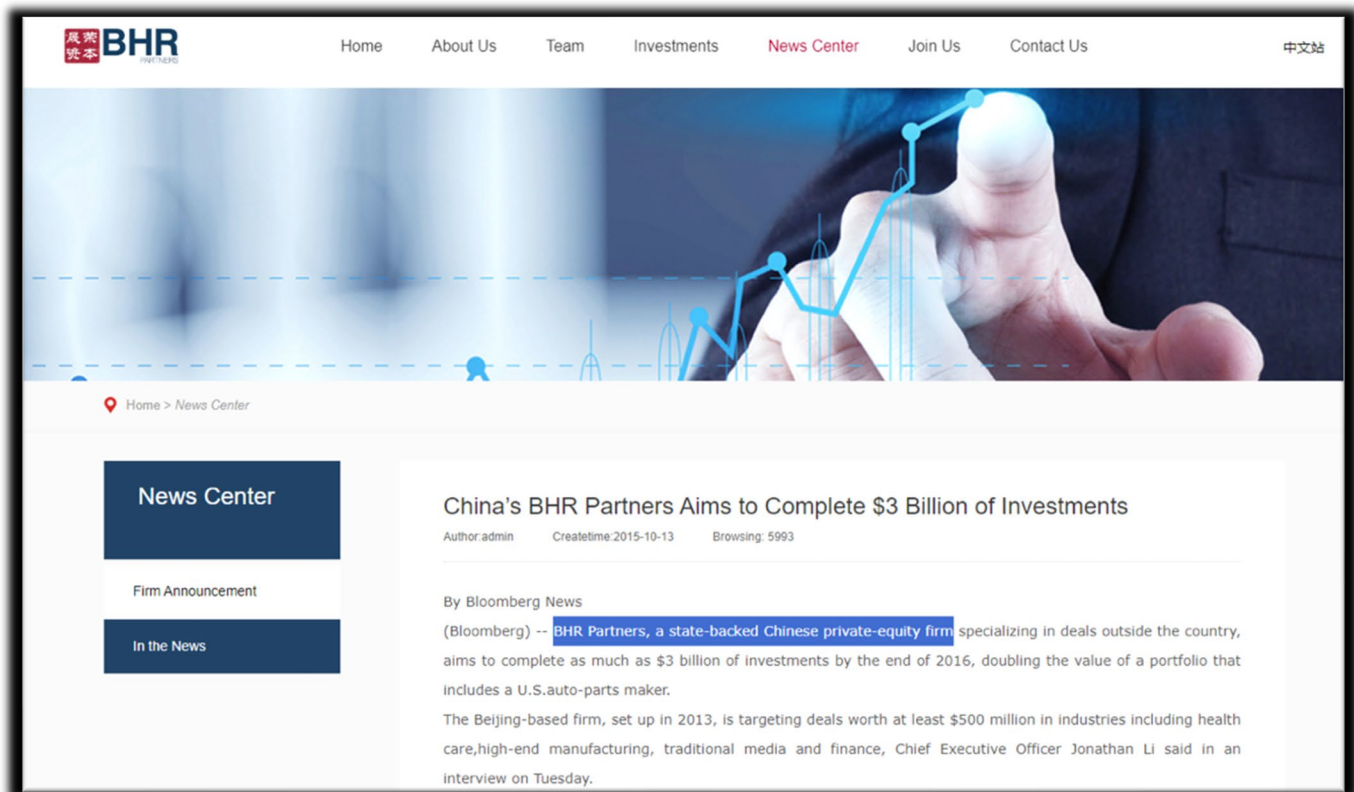 晨荣
资本
BHR
PARTNERS
Home About Us Team Investments News Center Join Us Contact Us 中文站
Home > News Center
News Center
Firm Announcement
In the News
China's BHR Partners Aims to Complete $3 Billion of Investments
Author:admin Createtime:2015-10-13 Browsing: 5993
By Bloomberg News
(Bloomberg) -- BHR Partners, a state-backed Chinese private-equity firm specializing in deals outside the country,
aims to complete as much as $3 billion of investments by the end of 2016, doubling the value of a portfolio that
includes a U.S.auto-parts maker.
The Beijing-based firm, set up in 2013, is targeting deals worth at least $500 million in industries including health
care,high-end manufacturing, traditional media and finance, Chief Executive Officer Jonathan Li said in an
interview on Tuesday.